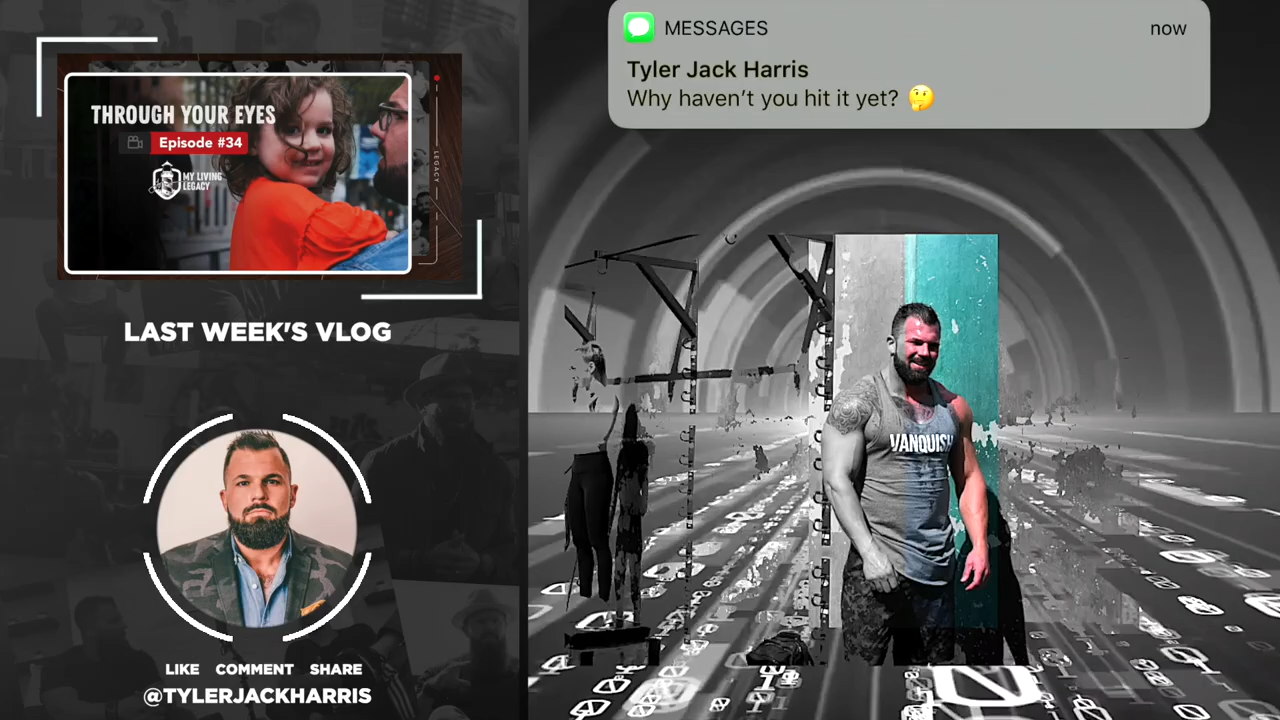 THROUGH YOUR EYES
Episode #34
MY LIVING
LEGACY
LEGACY
LAST WEEK'S VLOG
LIKE COMMENT SHARE
@TYLERJACKHARRIS
MESSAGES
now
Tyler Jack Harris
Why haven't you hit it yet? 🤔
VANQUISH